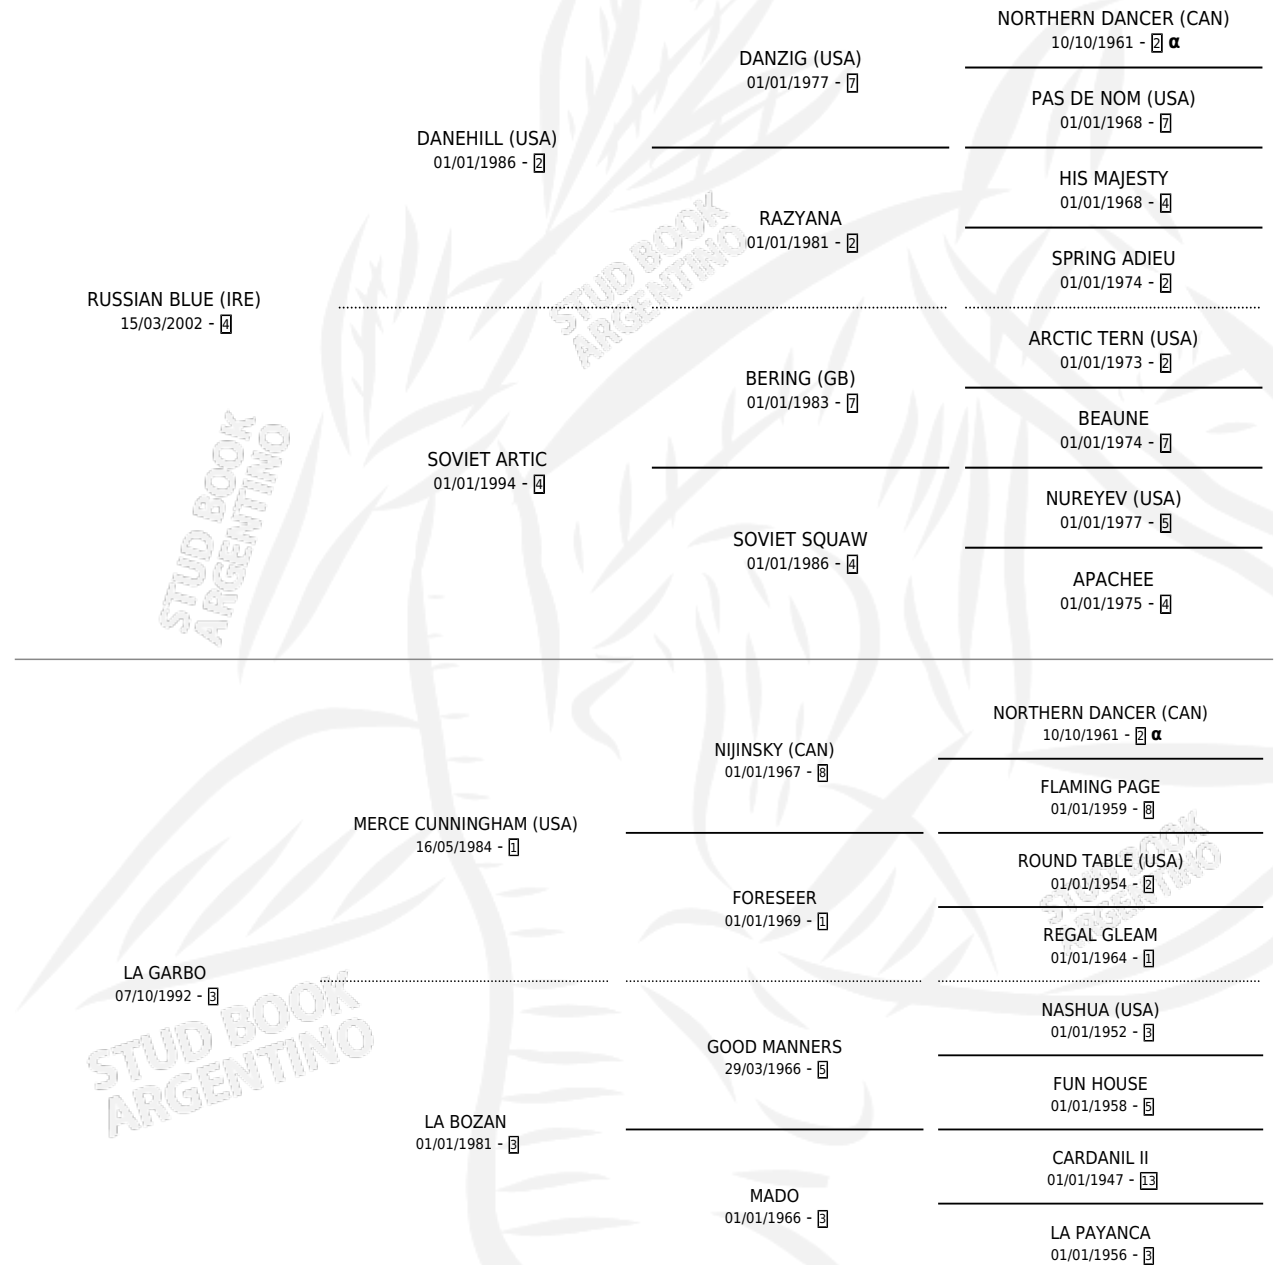 NORTHERN DANCER (CAN)
10/10/1961 - 2 α
DANZIG (USA)
01/01/1977 - 7
PAS DE NOM (USA)
01/01/1968 - 7
DANEHILL (USA)
01/01/1986 - 2
HIS MAJESTY
01/01/1968 - 4
RAZYANA
01/01/1981 - 2
SPRING ADIEU
01/01/1974 - 2
RUSSIAN BLUE (IRE)
15/03/2002 - 4
ARCTIC TERN (USA)
01/01/1973 - 2
BERING (GB)
01/01/1983 - 7
BEAUNE
01/01/1974 - 7
SOVIET ARTIC
01/01/1994 - 4
NUREYEV (USA)
01/01/1977 - 5
SOVIET SQUAW
01/01/1986 - 4
APACHEE
01/01/1975 - 4
NORTHERN DANCER (CAN)
10/10/1961 - 2 α
NIJINSKY (CAN)
01/01/1967 - 8
FLAMING PAGE
01/01/1959 - 8
MERCE CUNNINGHAM (USA)
16/05/1984 - 1
ROUND TABLE (USA)
01/01/1954 - 2
FORESEER
01/01/1969 - 1
REGAL GLEAM
01/01/1964 - 1
LA GARBO
07/10/1992 - 3
NASHUA (USA)
01/01/1952 - 3
GOOD MANNERS
29/03/1966 - 5
FUN HOUSE
01/01/1958 - 5
LA BOZAN
01/01/1981 - 3
CARDANIL II
01/01/1947 - 13
MADO
01/01/1966 - 3
LA PAYANCA
01/01/1956 - 3
STUD BOOK
ARGENTINO
STUD BOOK
ARGENTINO
STUD BOOK
ARGENTINO
STUD BOOK
ARGENTINO